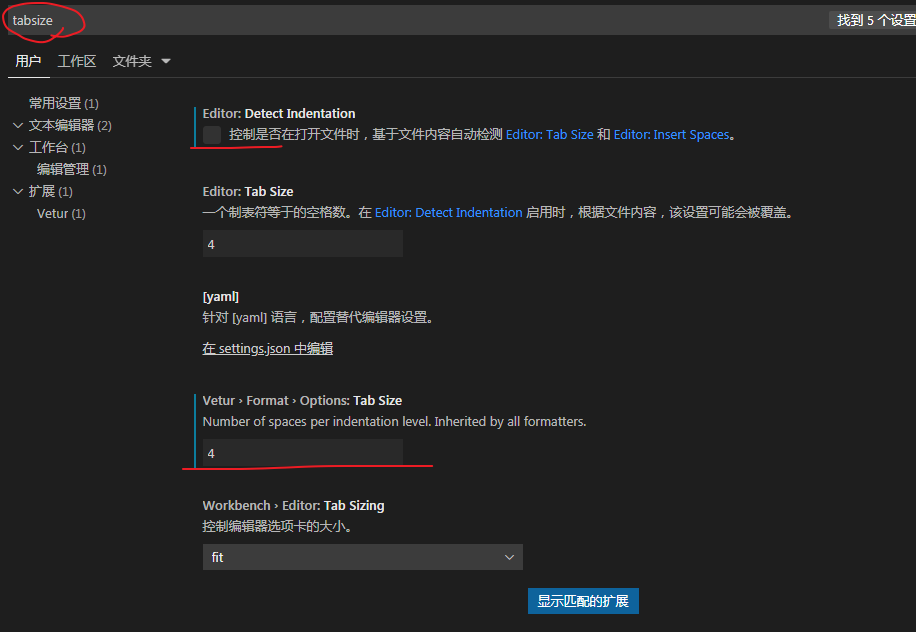 tabsize
找到 5 个设置
用户 工作区 文件夹
常用设置 (1)
文本编辑器 (2)
工作台 (1)
编辑管理 (1)
扩展 (1)
Vetur (1)
Editor: Detect Indentation
控制是否在打开文件时，基于文件内容自动检测 Editor: Tab Size 和 Editor: Insert Spaces。
Editor: Tab Size
一个制表符等于的空格数。在 Editor: Detect Indentation 启用时，根据文件内容，该设置可能会被覆盖。
4
[yaml]
针对 [yaml] 语言，配置替代编辑器设置。
在 settings.json 中编辑
Vetur › Format › Options: Tab Size
Number of spaces per indentation level. Inherited by all formatters.
4
Workbench › Editor: Tab Sizing
控制编辑器选项卡的大小。
fit
显示匹配的扩展